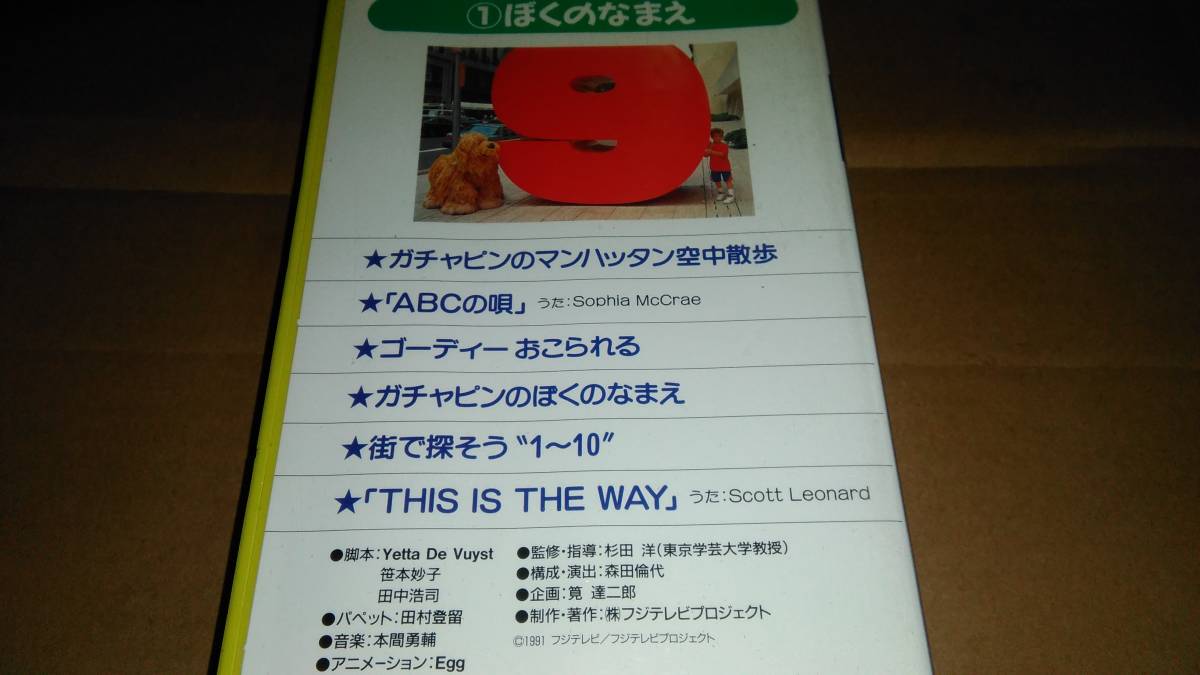 ①ぼくのなまえ
9
★ガチャピンのマンハッタン空中散歩
★「ABCの唄」 うた:Sophia McCrae
★ゴーディー おこられる
★ガチャピンのぼくのなまえ
★街で探そう〝1〜10〟
★「THIS IS THE WAY」 うた:Scott Leonard
●脚本:Yetta De Vuyst
笹本妙子
田中浩司
●パペット:田村登留
●音楽:本間勇輔
●アニメーション:Egg
●監修・指導:杉田 洋(東京学芸大学教授)
●構成・演出:森田倫代
●企画:筧 達二郎
●制作・著作:㈱フジテレビプロジェクト
©1991 フジテレビ/フジテレビプロジェクト